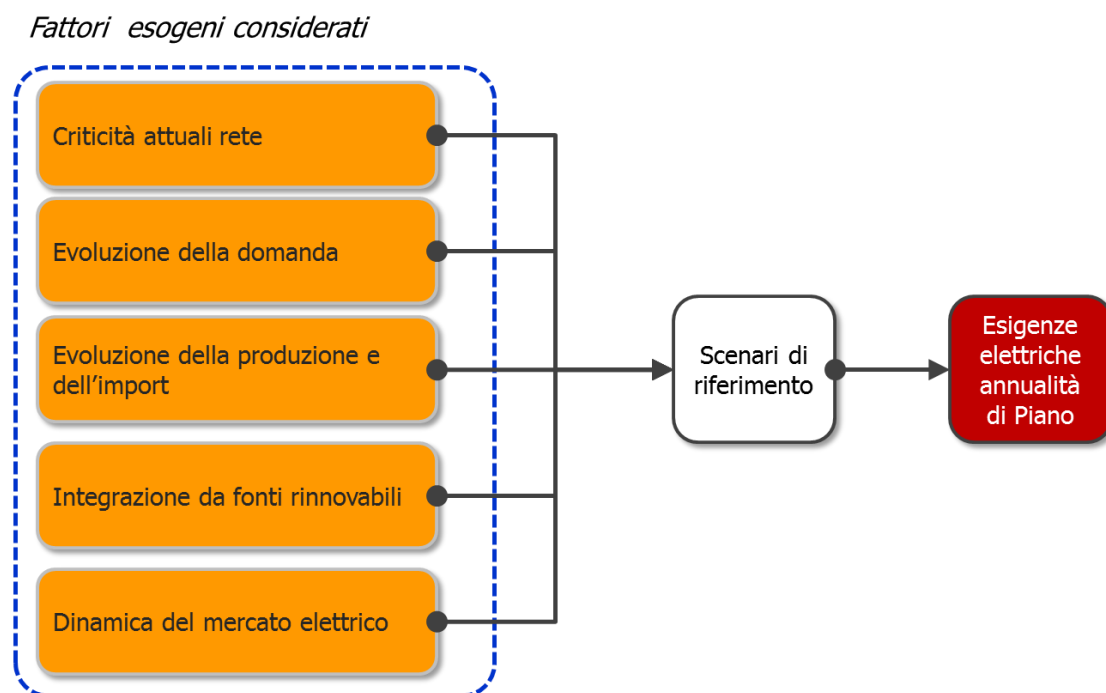 Fattori  esogeni considerati
Criticità attuali rete
Evoluzione della domanda
Evoluzione della produzione e
dell’import
Integrazione da fonti rinnovabili
Dinamica del mercato elettrico
Scenari di
riferimento
Esigenze
elettriche
annualità
di Piano